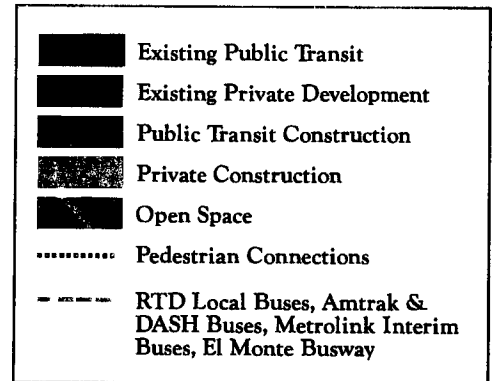 Existing Public Transit
Existing Private Development
Public Transit Construction
Private Construction
Open Space
Pedestrian Connections
RTD Local Buses, Amtrak &
DASH Buses, Metrolink Interim
Buses, El Monte Busway